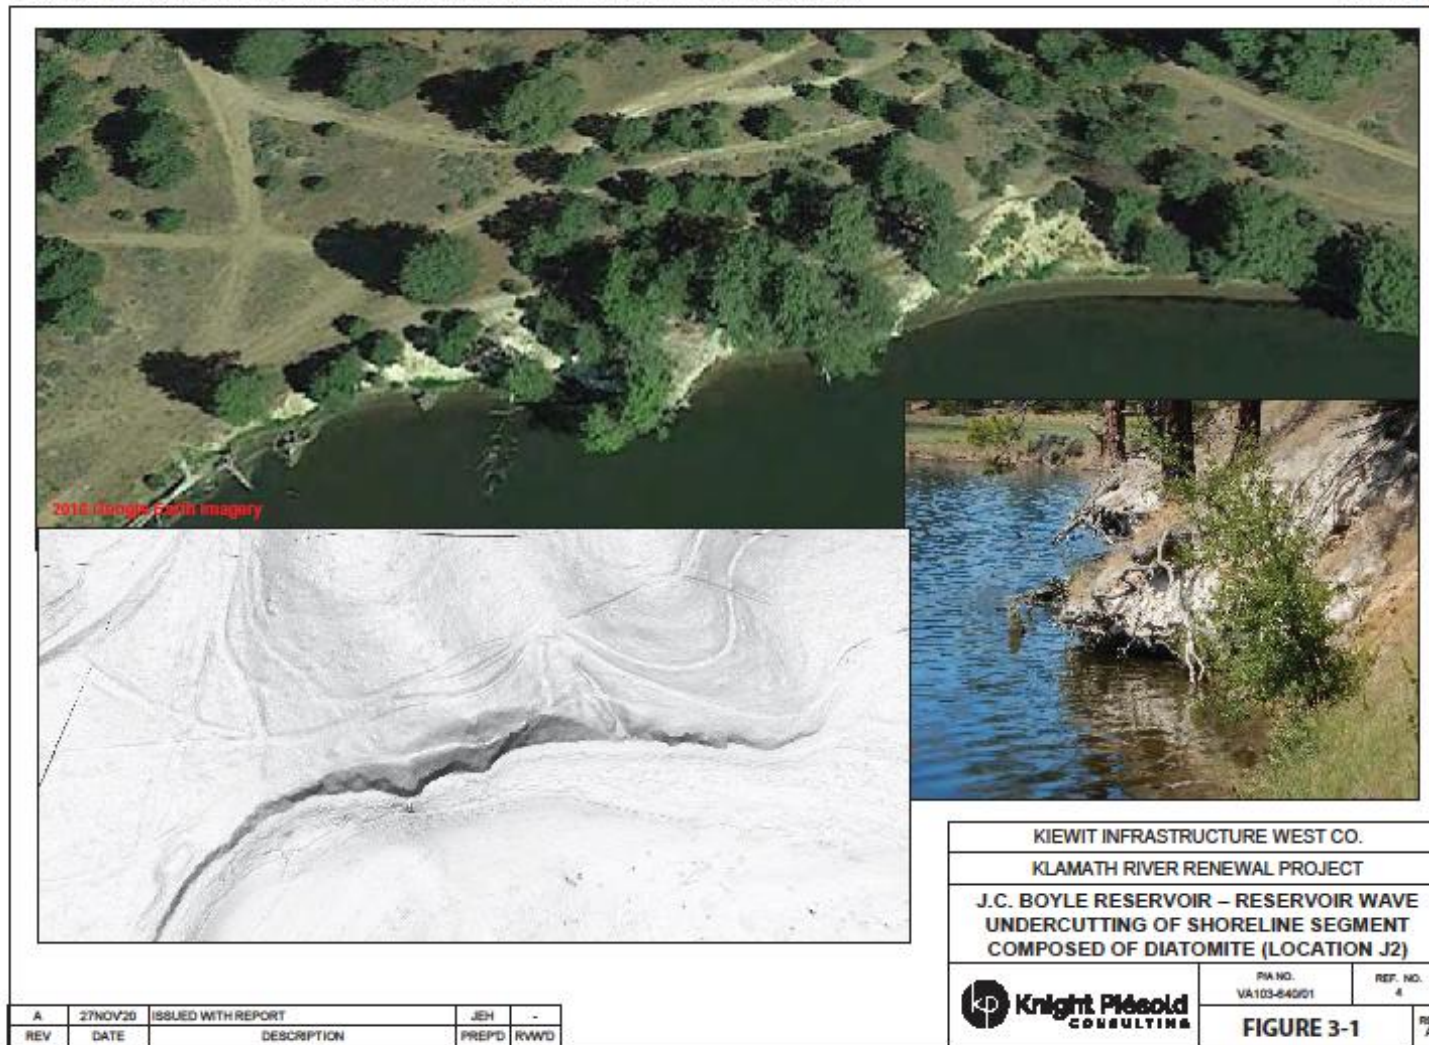 2016 Google Earth Imagery
KIEWIT INFRASTRUCTURE WEST CO.
KLAMATH RIVER RENEWAL PROJECT
J.C. BOYLE RESERVOIR – RESERVOIR WAVE
UNDERCUTTING OF SHORELINE SEGMENT
COMPOSED OF DIATOMITE (LOCATION J2)
Knight Piésold
CONSULTING
P/A NO.
VA103-640/01
REF. NO.
4
FIGURE 3-1
A 27NOV'20 ISSUED WITH REPORT JEH -
REV DATE DESCRIPTION PREP'D RVW'D